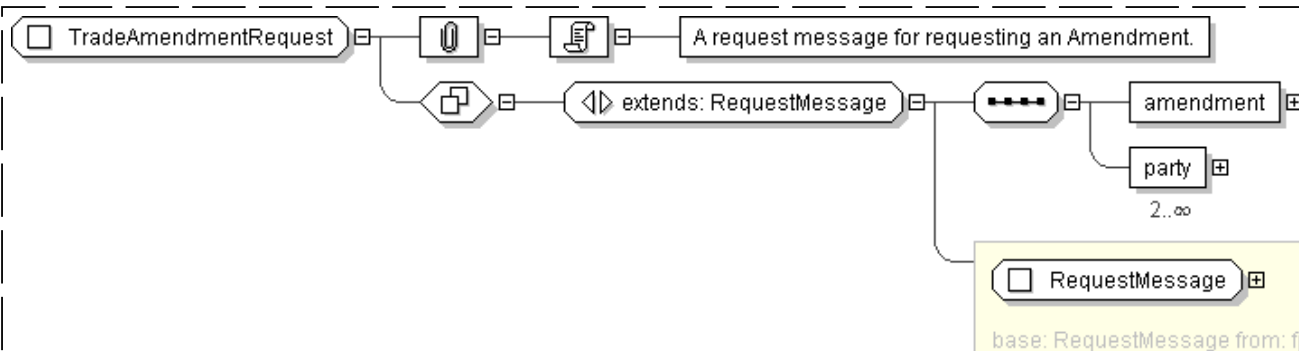 TradeAmendmentRequest
A request message for requesting an Amendment.
extends: RequestMessage
amendment
party
2..∞
RequestMessage
base: RequestMessage from: